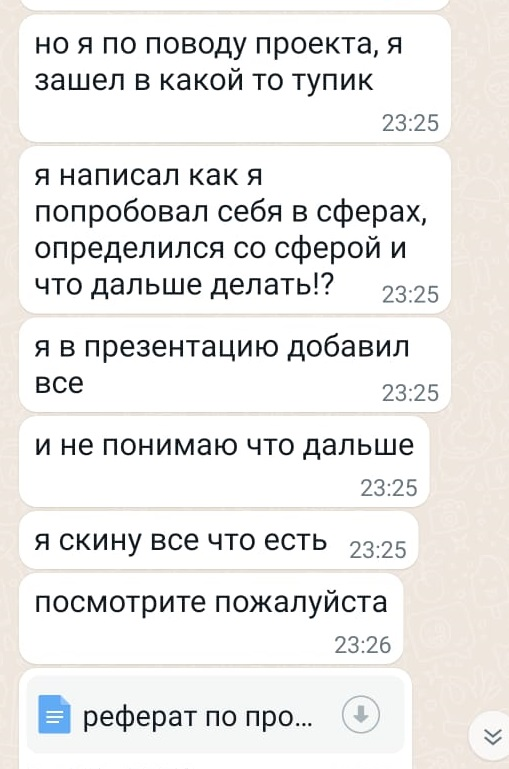 но я по поводу проекта, я
зашел в какой то тупик
23:25
я написал как я
попробовал себя в сферах,
определился со сферой и
что дальше делать!?
23:25
я в презентацию добавил
все
23:25
и не понимаю что дальше
23:25
я скину все что есть
23:25
посмотрите пожалуйста
23:26
реферат по про...